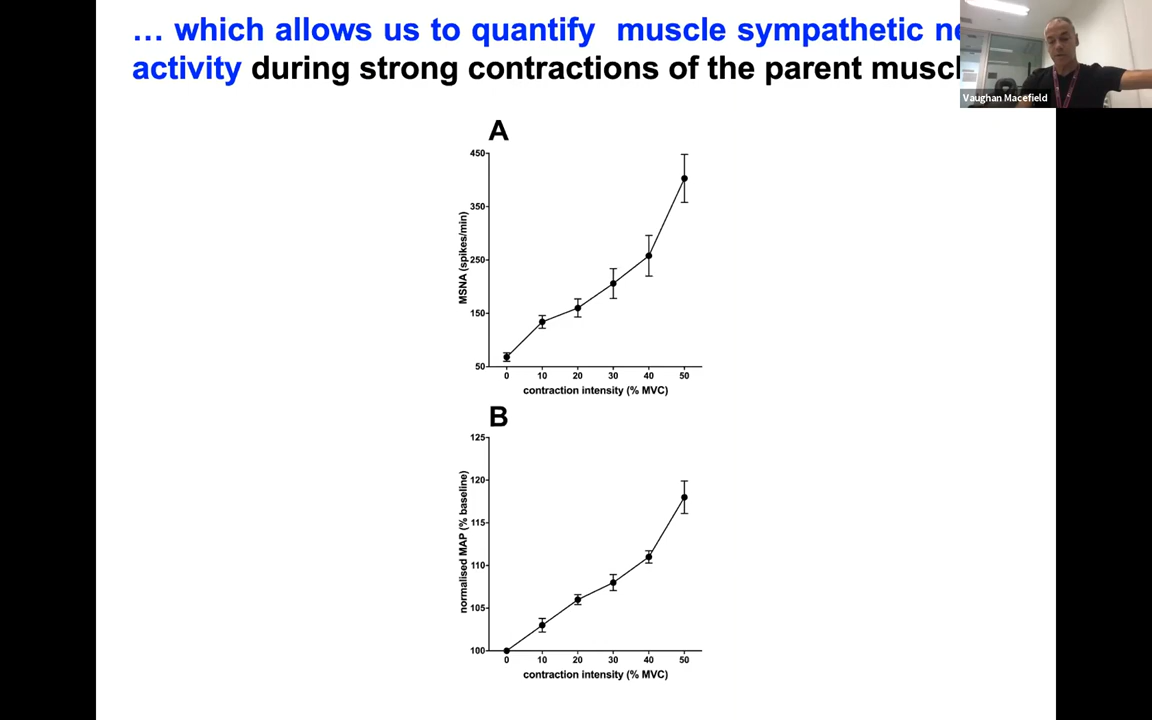 … which allows us to quantify muscle sympathetic
activity during strong contractions of the parent
Vaughan Macefield
A
450
350
250
150
50
MSNA (spikes/min)
0 10 20 30 40 50
contraction intensity (% MVC)
B
125
120
115
110
105
100
normalised MAP (% baseline)
0 10 20 30 40 50
contraction intensity (% MVC)